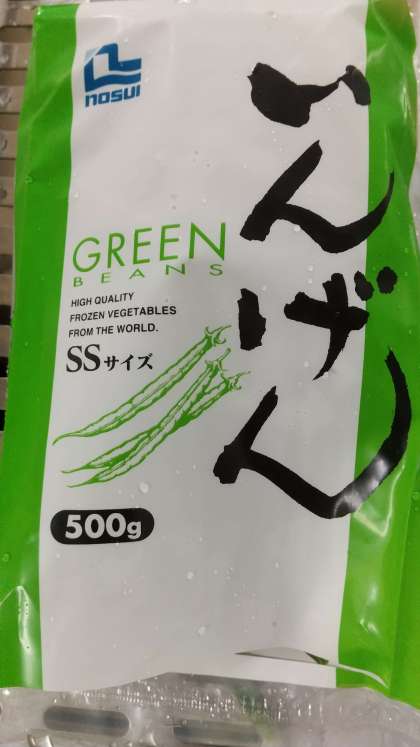 nosui
いんげん
GREEN
BEANS
HIGH QUALITY
FROZEN VEGETABLES
FROM THE WORLD.
SSサイズ
500g